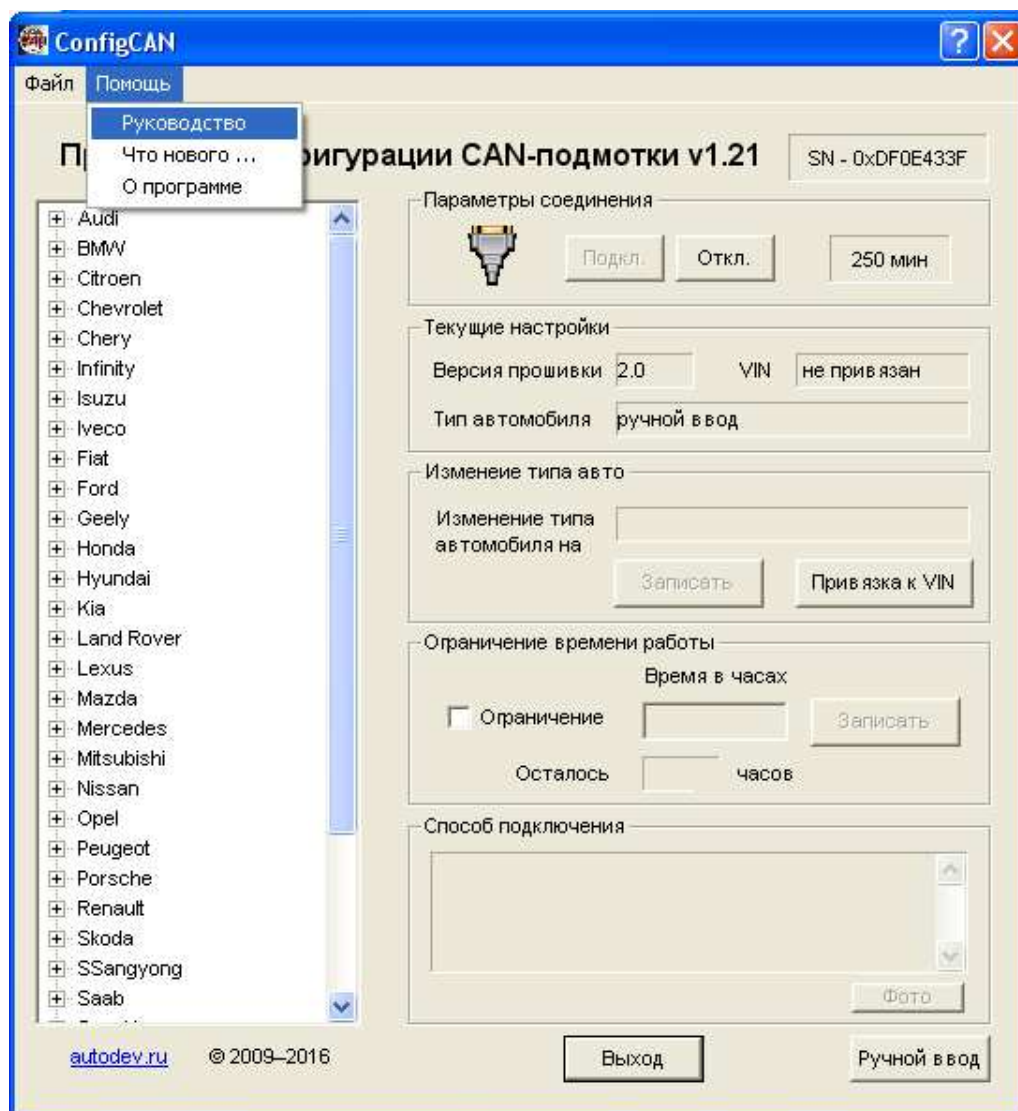 ConfigCAN
Файл Помощь
Руководство
Что нового ...
О программе
игурации CAN-подмотки v1.21
SN - 0xDF0E433F
Audi
BMW
Citroen
Chevrolet
Chery
Infinity
Isuzu
Iveco
Fiat
Ford
Geely
Honda
Hyundai
Kia
Land Rover
Lexus
Mazda
Mercedes
Mitsubishi
Nissan
Opel
Peugeot
Porsche
Renault
Skoda
SSangyong
Saab
Параметры соединения
Подкл. Откл. 250 мин
Текущие настройки
Версия прошивки 2.0 VIN не привязан
Тип автомобиля ручной ввод
Изменеие типа авто
Изменение типа
автомобиля на
Записать Привязка к VIN
Ограничение времени работы
Время в часах
Ограничение Записать
Осталось часов
Способ подключения
Фото
autodev.ru © 2009–2016 Выход Ручной ввод